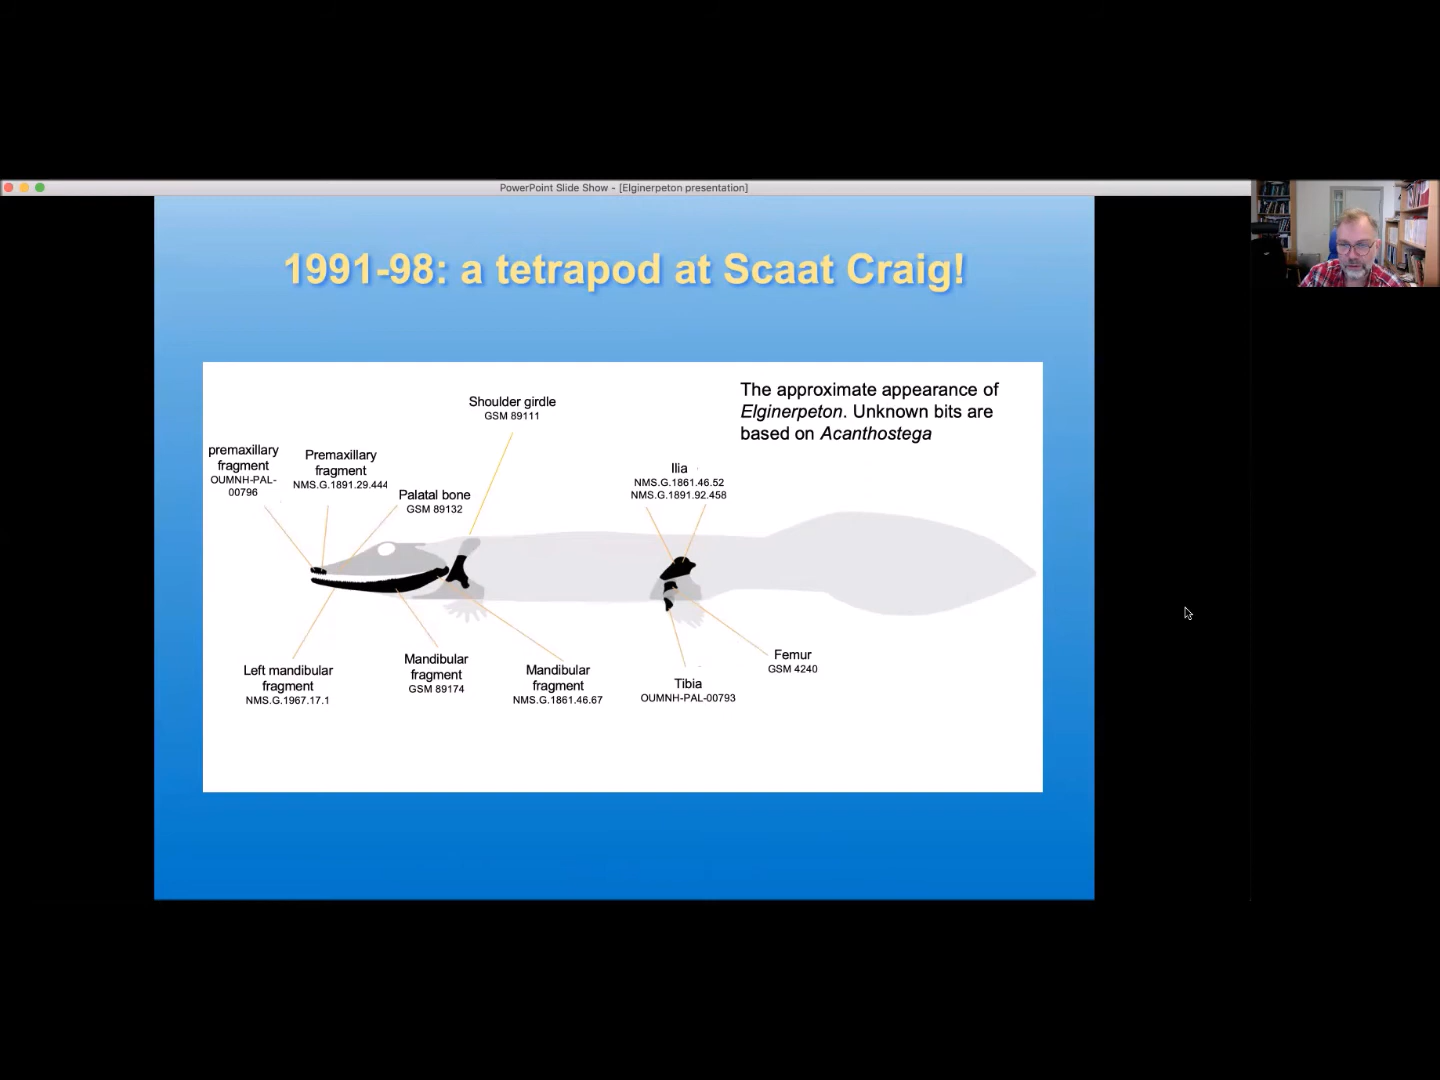 PowerPoint Slide Show - [Elginerpeton presentation]
1991-98: a tetrapod at Scaat Craig!
The approximate appearance of
Elginerpeton. Unknown bits are
based on Acanthostega
Shoulder girdle
GSM 89111
premaxillary
fragment
OUMNH-PAL-
00796
Premaxillary
fragment
NMS.G.1891.29.444
Palatal bone
GSM 89132
Ilia
NMS.G.1861.46.52
NMS.G.1891.92.458
Left mandibular
fragment
NMS.G.1967.17.1
Mandibular
fragment
GSM 89174
Mandibular
fragment
NMS.G.1861.46.67
Tibia
OUMNH-PAL-00793
Femur
GSM 4240